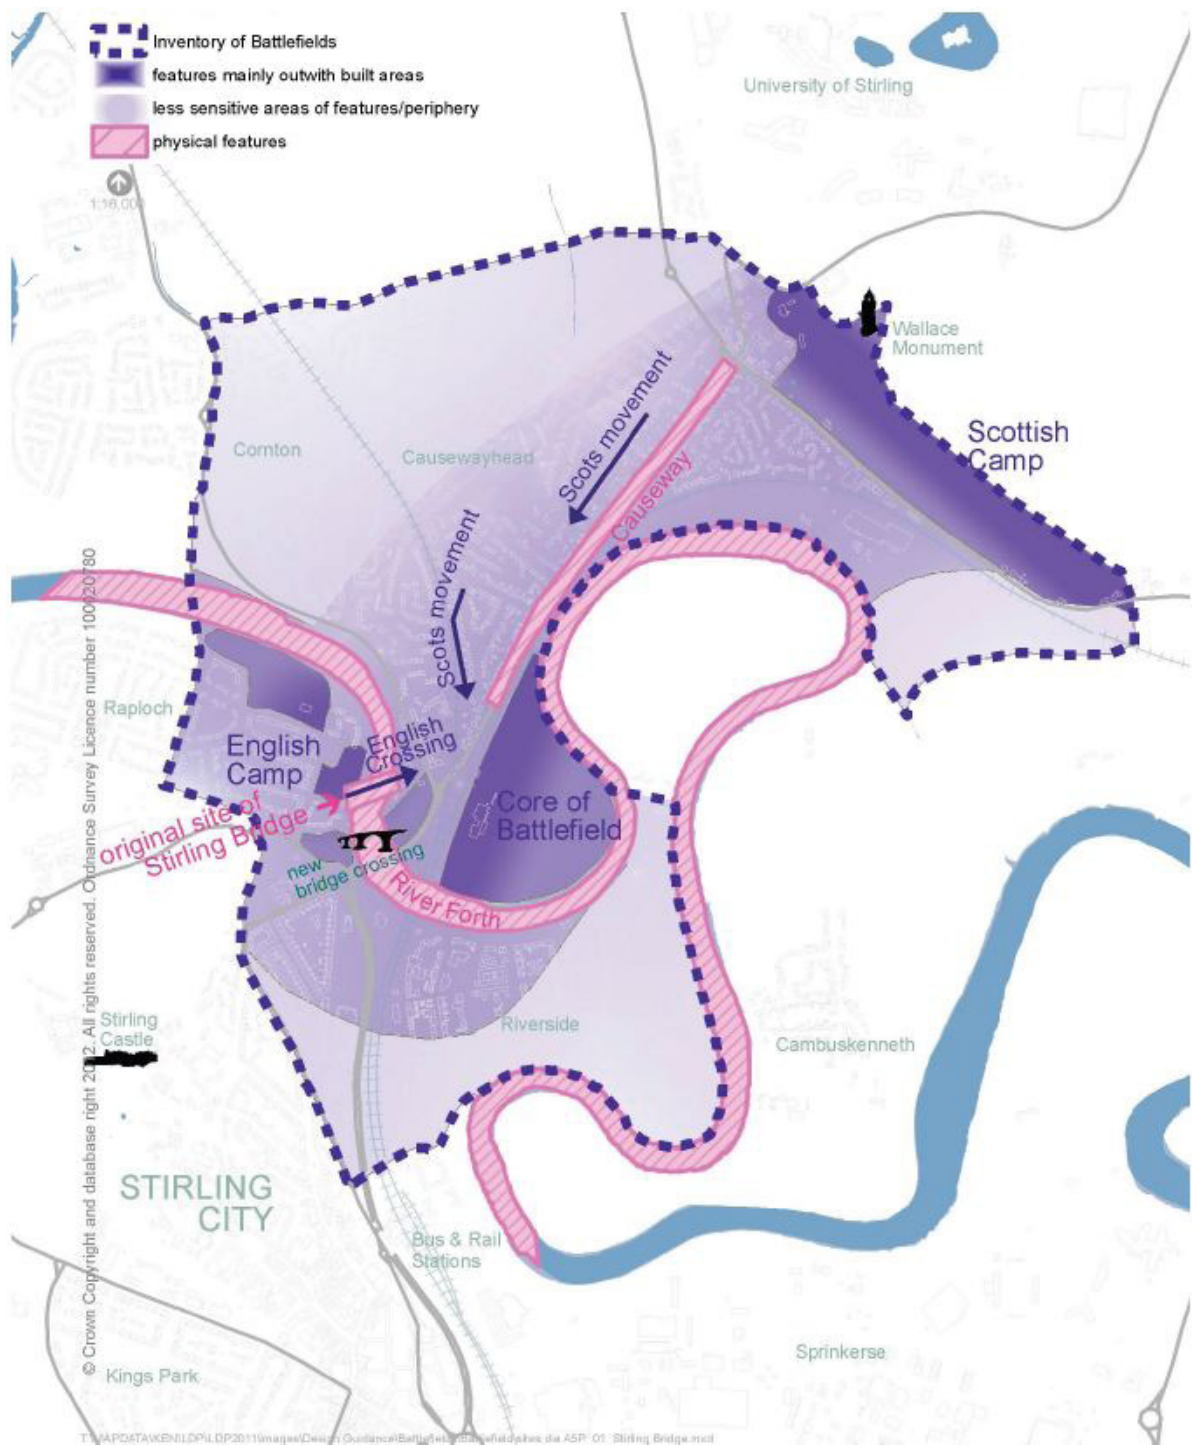 Inventory of Battlefields
features mainly outwith built areas
less sensitive areas of features/periphery
physical features
1:16,000
University of Stirling
Wallace
Monument
Scottish
Camp
Cornton
Causewayhead
Scots movement
Causeway
Scots movement
Raploch
English
Camp
English
Crossing
original site of
Stirling Bridge
Core of
Battlefield
new
bridge crossing
River Forth
Riverside
Stirling
Castle
Cambuskenneth
STIRLING
CITY
Bus & Rail
Stations
Sprinkerse
Kings Park
© Crown Copyright and database right 2012. All rights reserved. Ordnance Survey Licence number 100020780